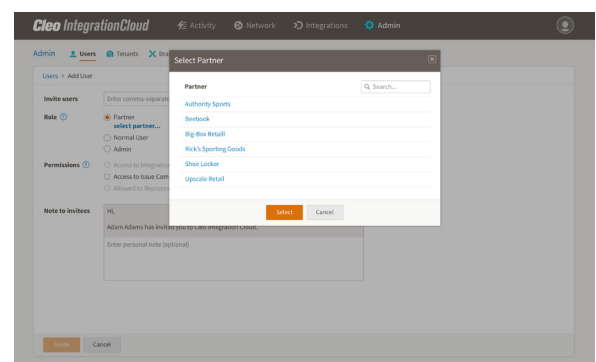 Cleo IntegrationCloud
Activity
Network
Integrations
Admin
Admin
Users
Tenants
Bra
Users
Add User
Invite users
Enter comma-separate
Role
Partner
select partner...
Normal User
Admin
Permissions
Access to Integration
Access to Issue Com
Allowed to Reproces
Note to invitees
Hi,
Adam Adams has invited you to Cleo Integration Cloud.
Enter personal note (optional)
Invite
Cancel
Select Partner
Partner
Search...
Authority Sports
Beebook
Big-Box Retaill
Rick's Sporting Goods
Shoe Locker
Upscale Retail
Select
Cancel